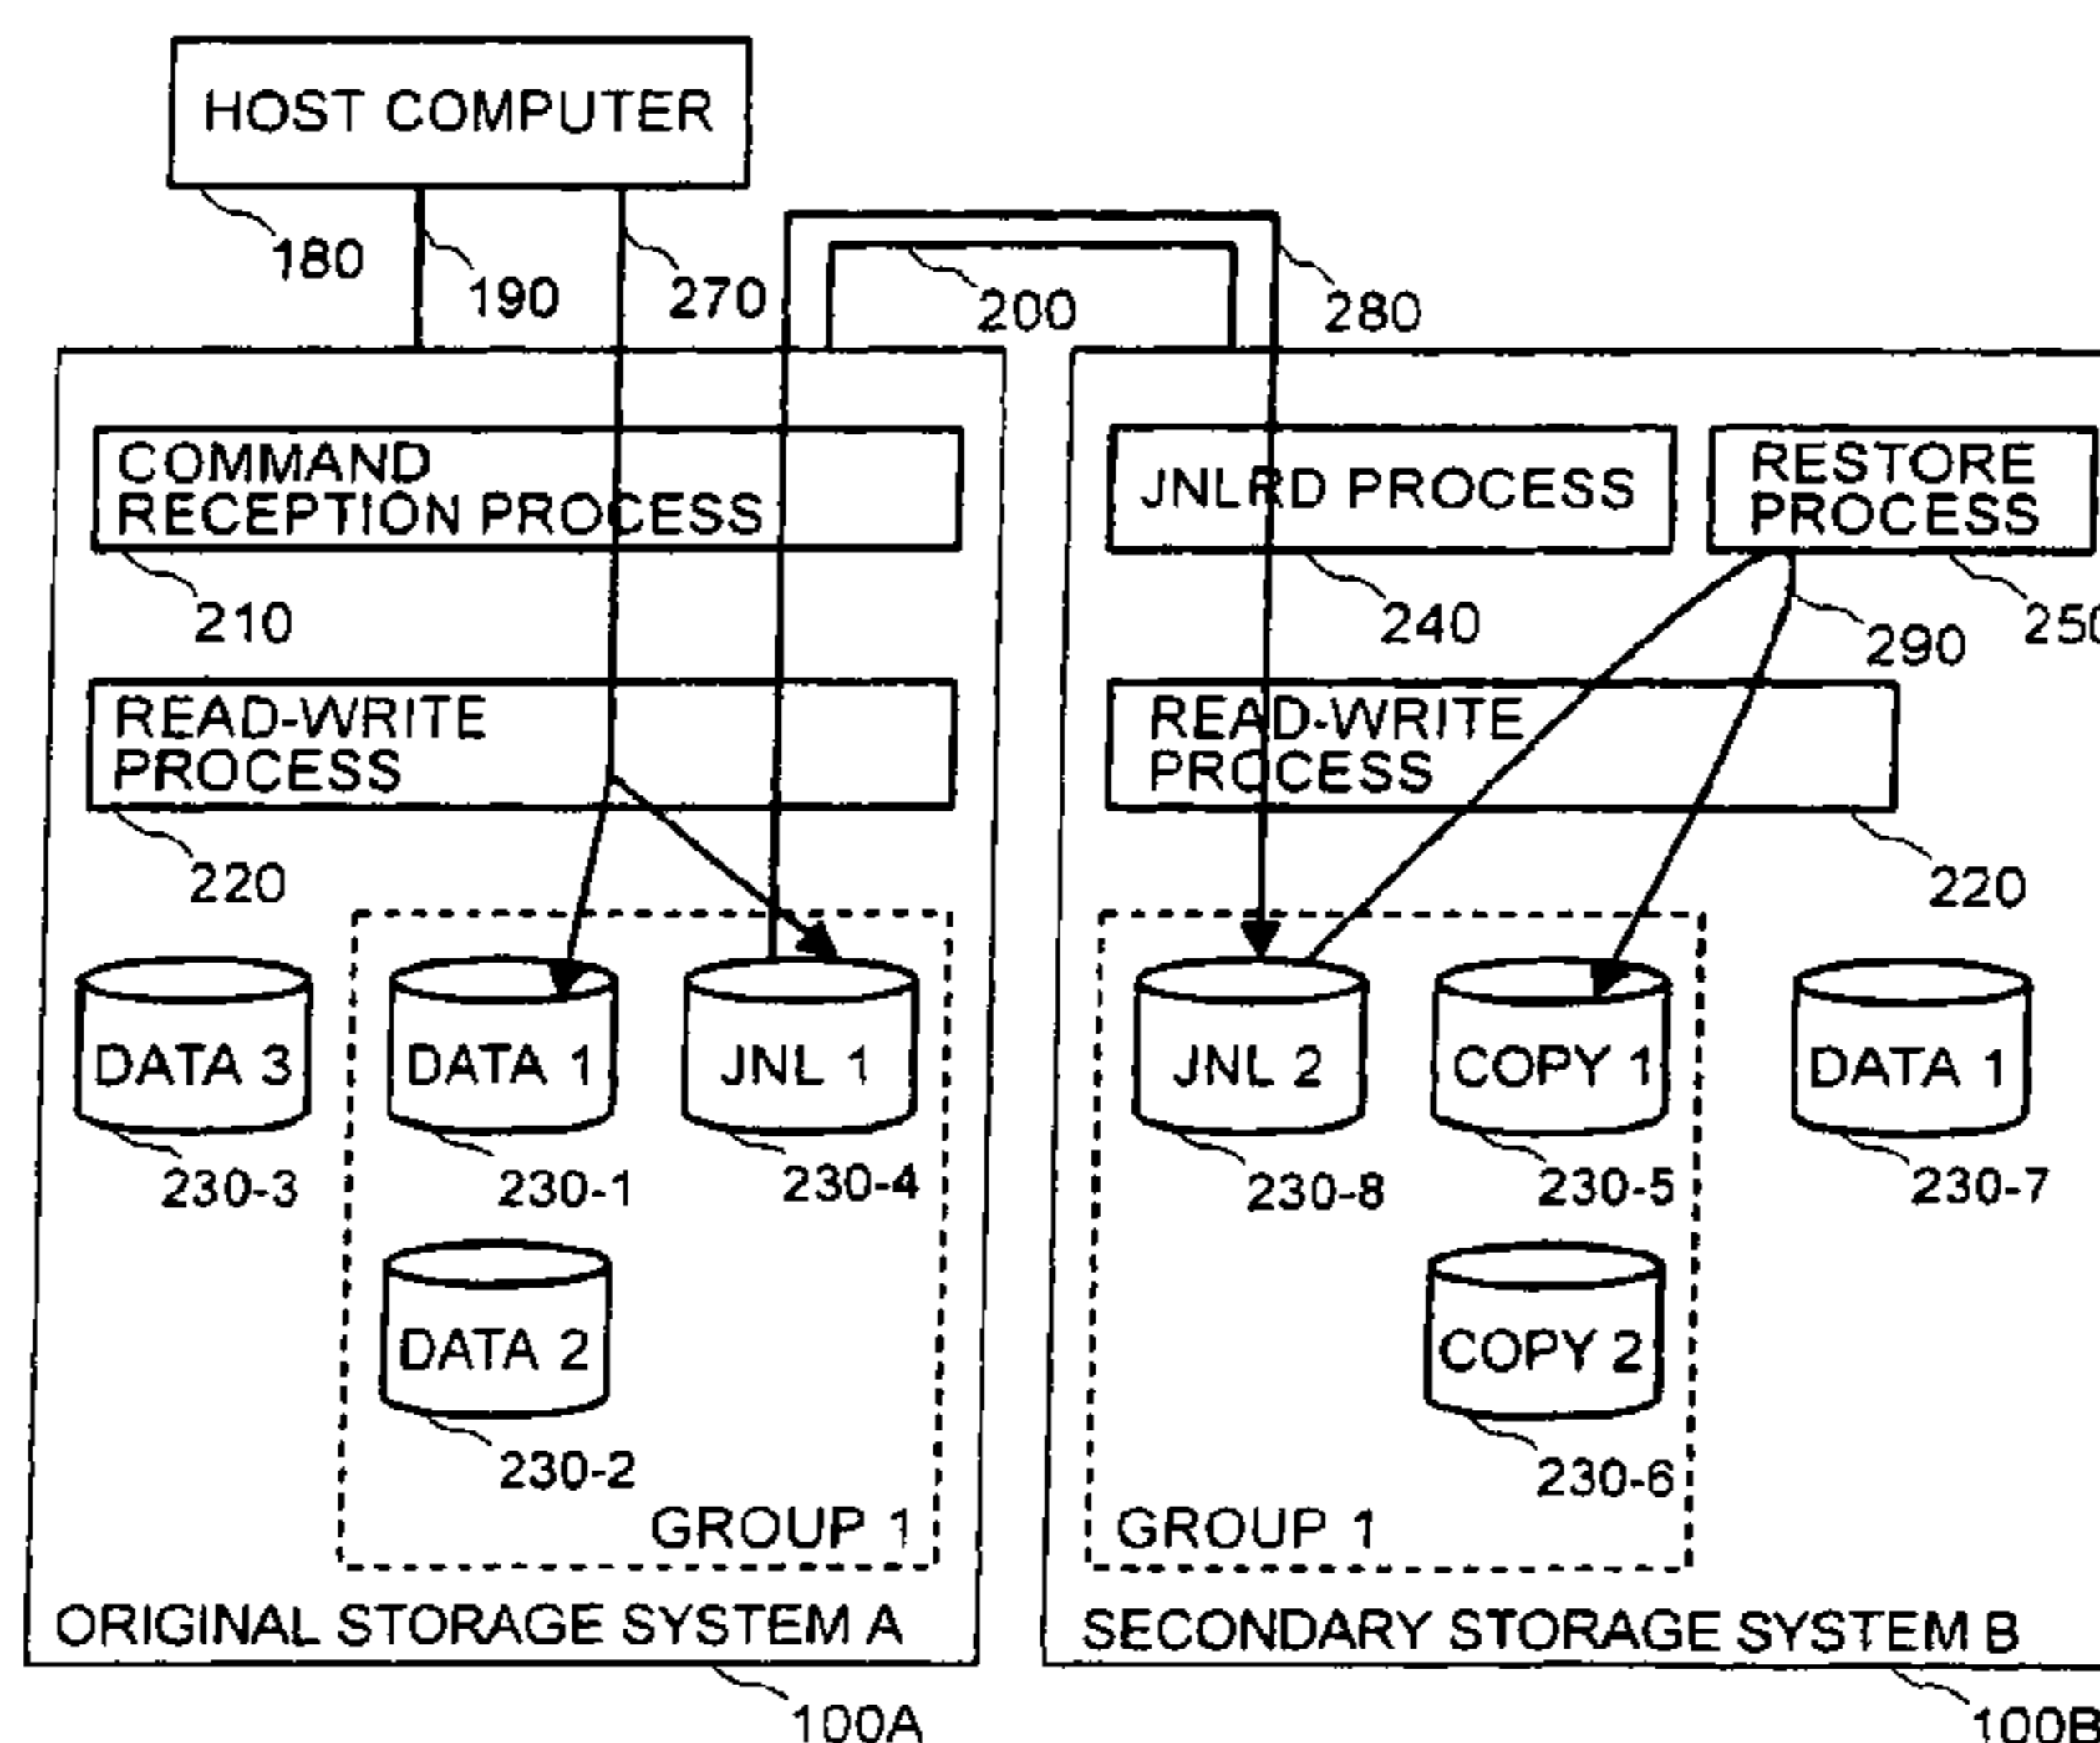 HOST COMPUTER
180
190
270
200
280
COMMAND
RECEPTION PROCESS
210
JNLRD PROCESS
240
RESTORE
PROCESS
250
290
READ-WRITE
PROCESS
220
READ-WRITE
PROCESS
220
DATA 3
230-3
DATA 1
230-1
JNL 1
230-4
JNL 2
230-8
COPY 1
230-5
DATA 1
230-7
DATA 2
230-2
COPY 2
230-6
GROUP 1
GROUP 1
ORIGINAL STORAGE SYSTEM A
100A
SECONDARY STORAGE SYSTEM B
100B